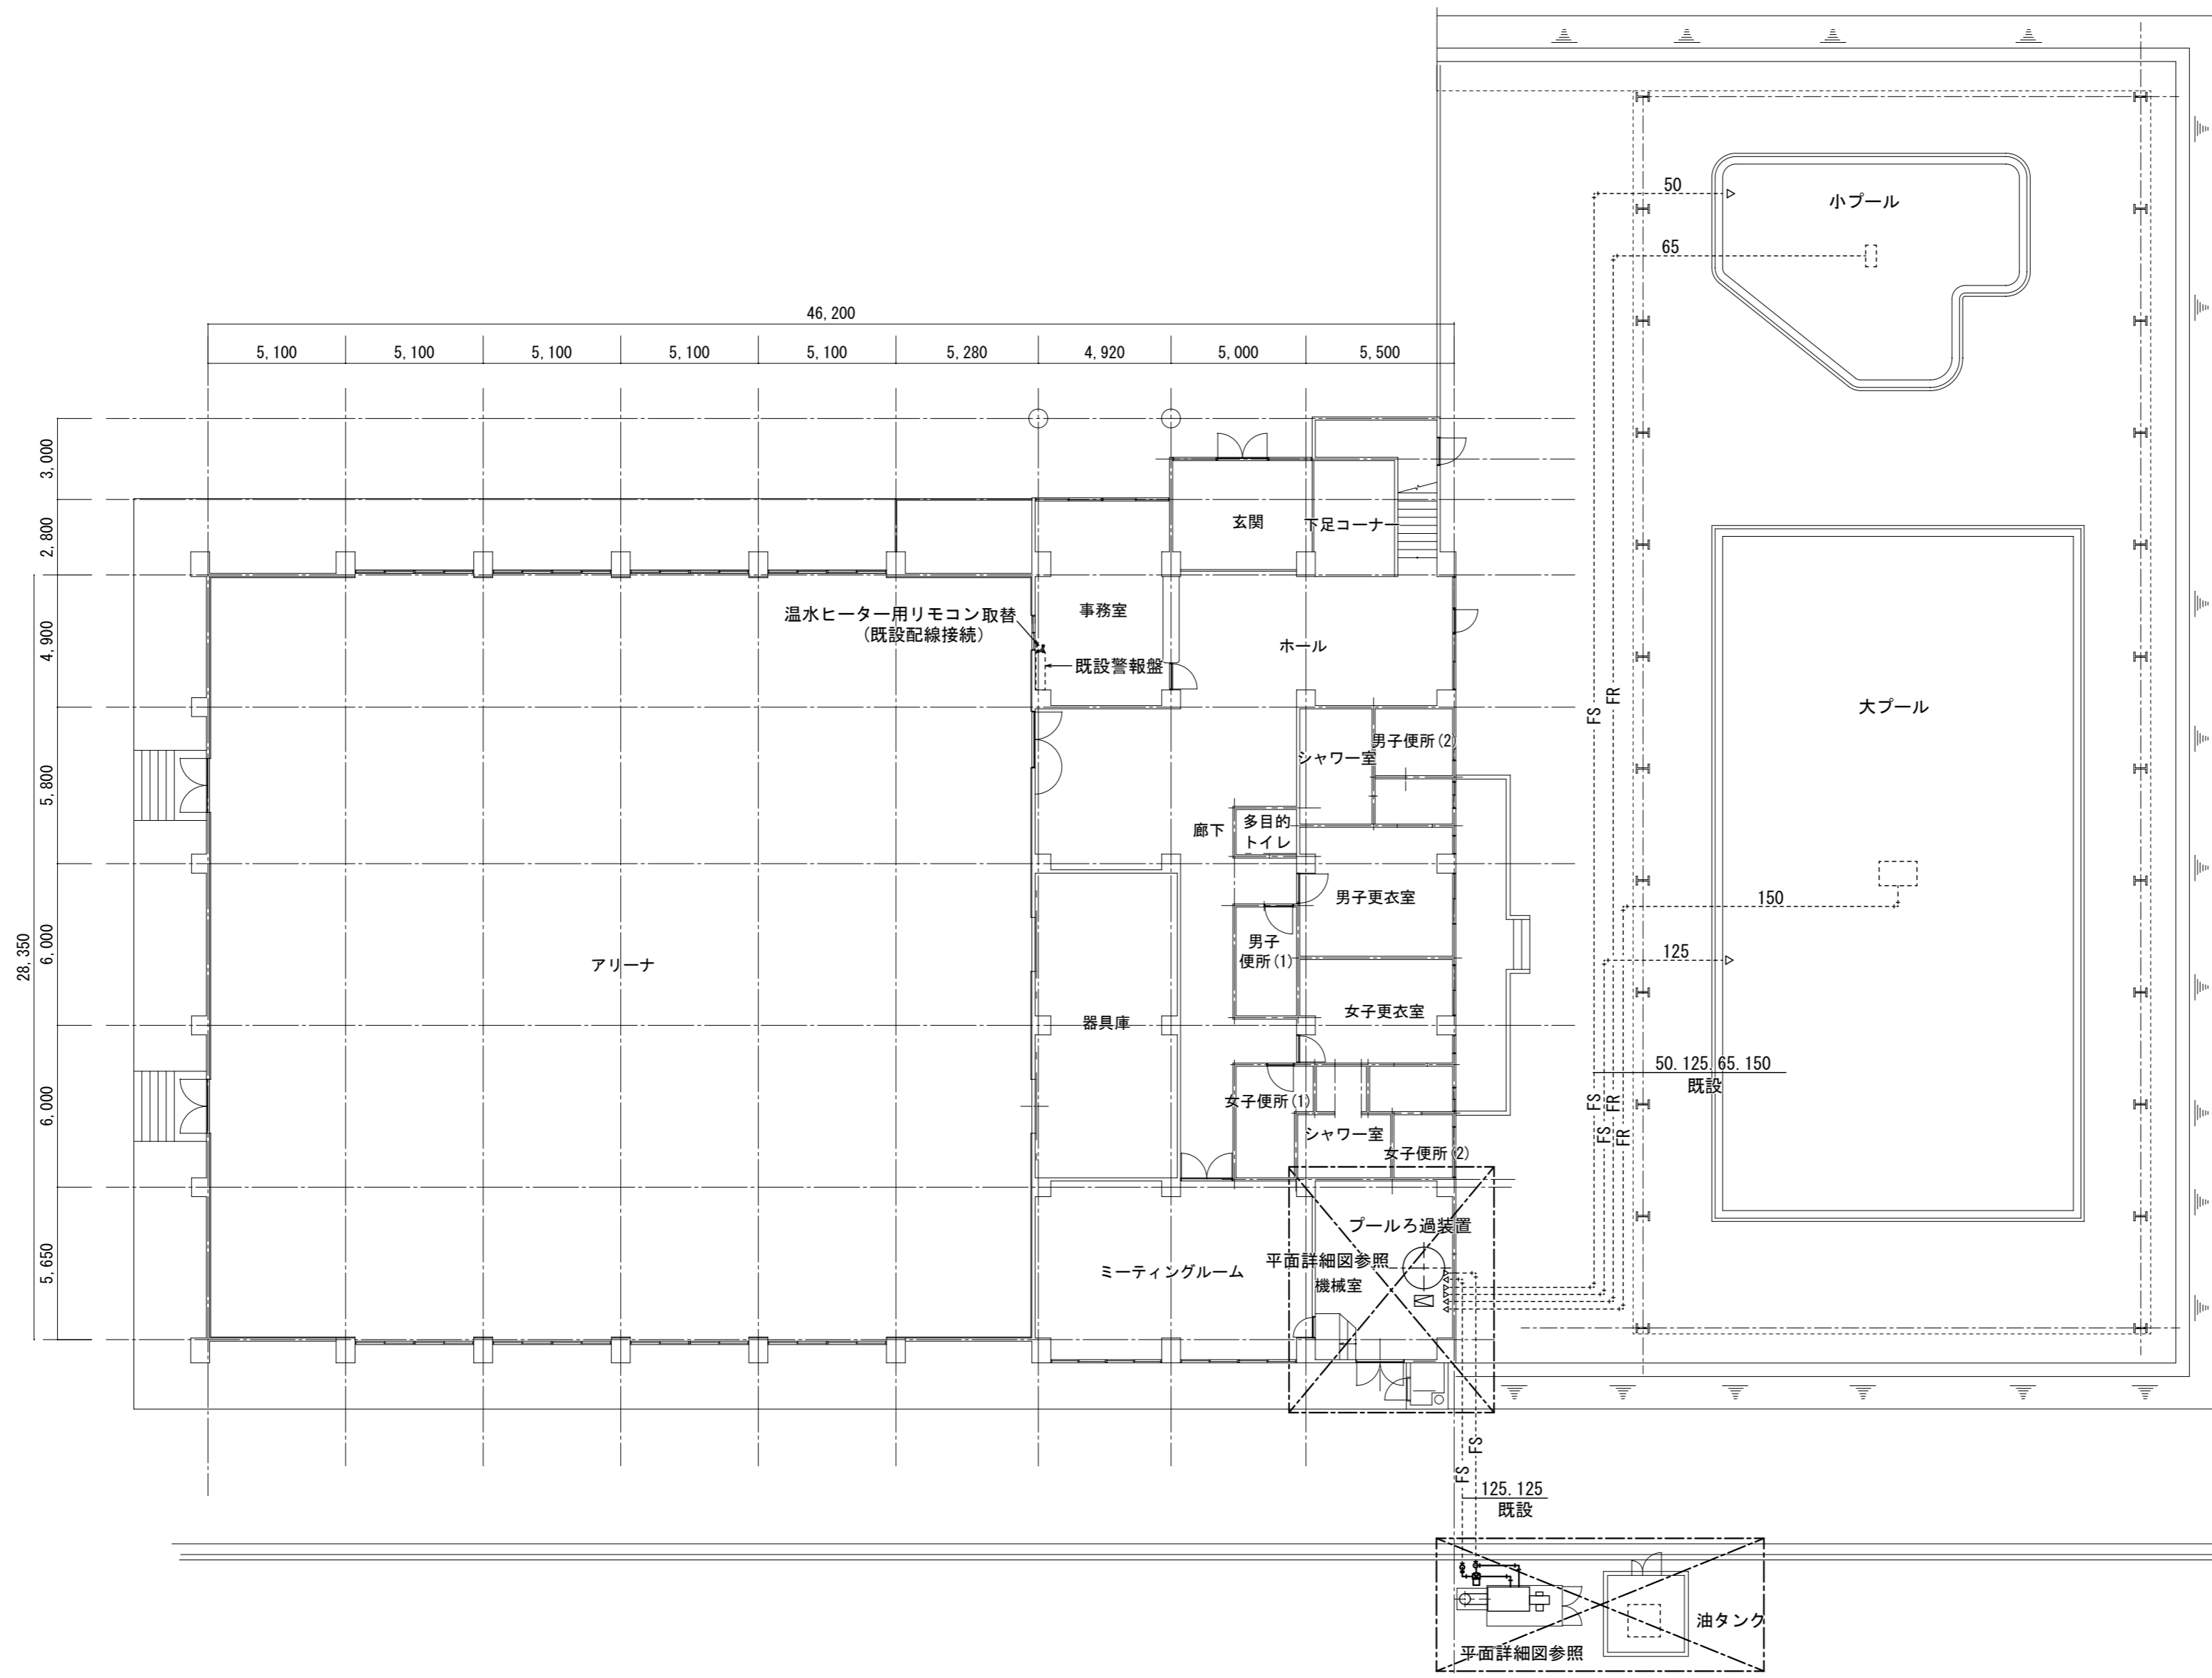 50
小プール
65
46,200
5,100
5,100
5,100
5,100
5,100
5,280
4,920
5,000
5,500
3,000
2,800
4,900
5,800
6,000
6,000
5,650
28,350
玄関
下足コーナー
温水ヒーター用リモコン取替
(既設配線接続)
事務室
既設警報盤
ホール
FS
FR
大プール
シャワー室
男子便所(2)
廊下
多目的
トイレ
男子更衣室
150
男子
便所(1)
125
アリーナ
女子更衣室
器具庫
50.125.65.150
既設
FS
FS
FR
FR
女子便所(1)
シャワー室
女子便所(2)
プールろ過装置
平面詳細図参照
機械室
ミーティングルーム
FS
FS
125.125
既設
油タンク
平面詳細図参照